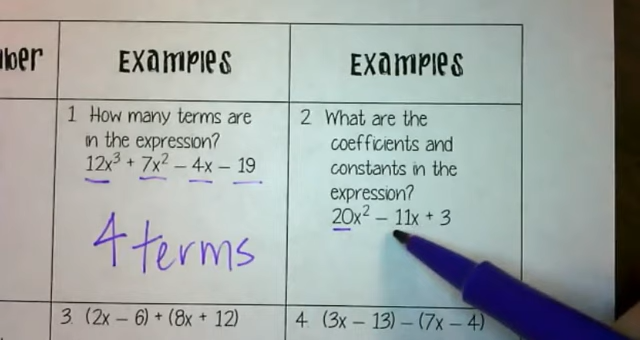 Examples
Examples
1 How many terms are
in the expression?
12x³ + 7x² – 4x – 19
4 terms
2 What are the
coefficients and
constants in the
expression?
20x² – 11x + 3
3. (2x – 6) + (8x + 12)
4. (3x – 13) – (7x – 4)